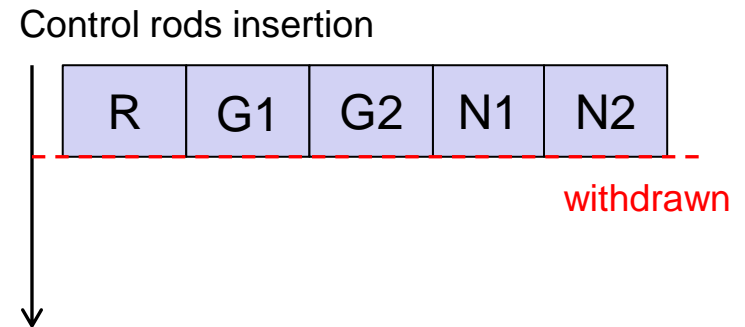 Control rods insertion
R G1 G2 N1 N2
withdrawn